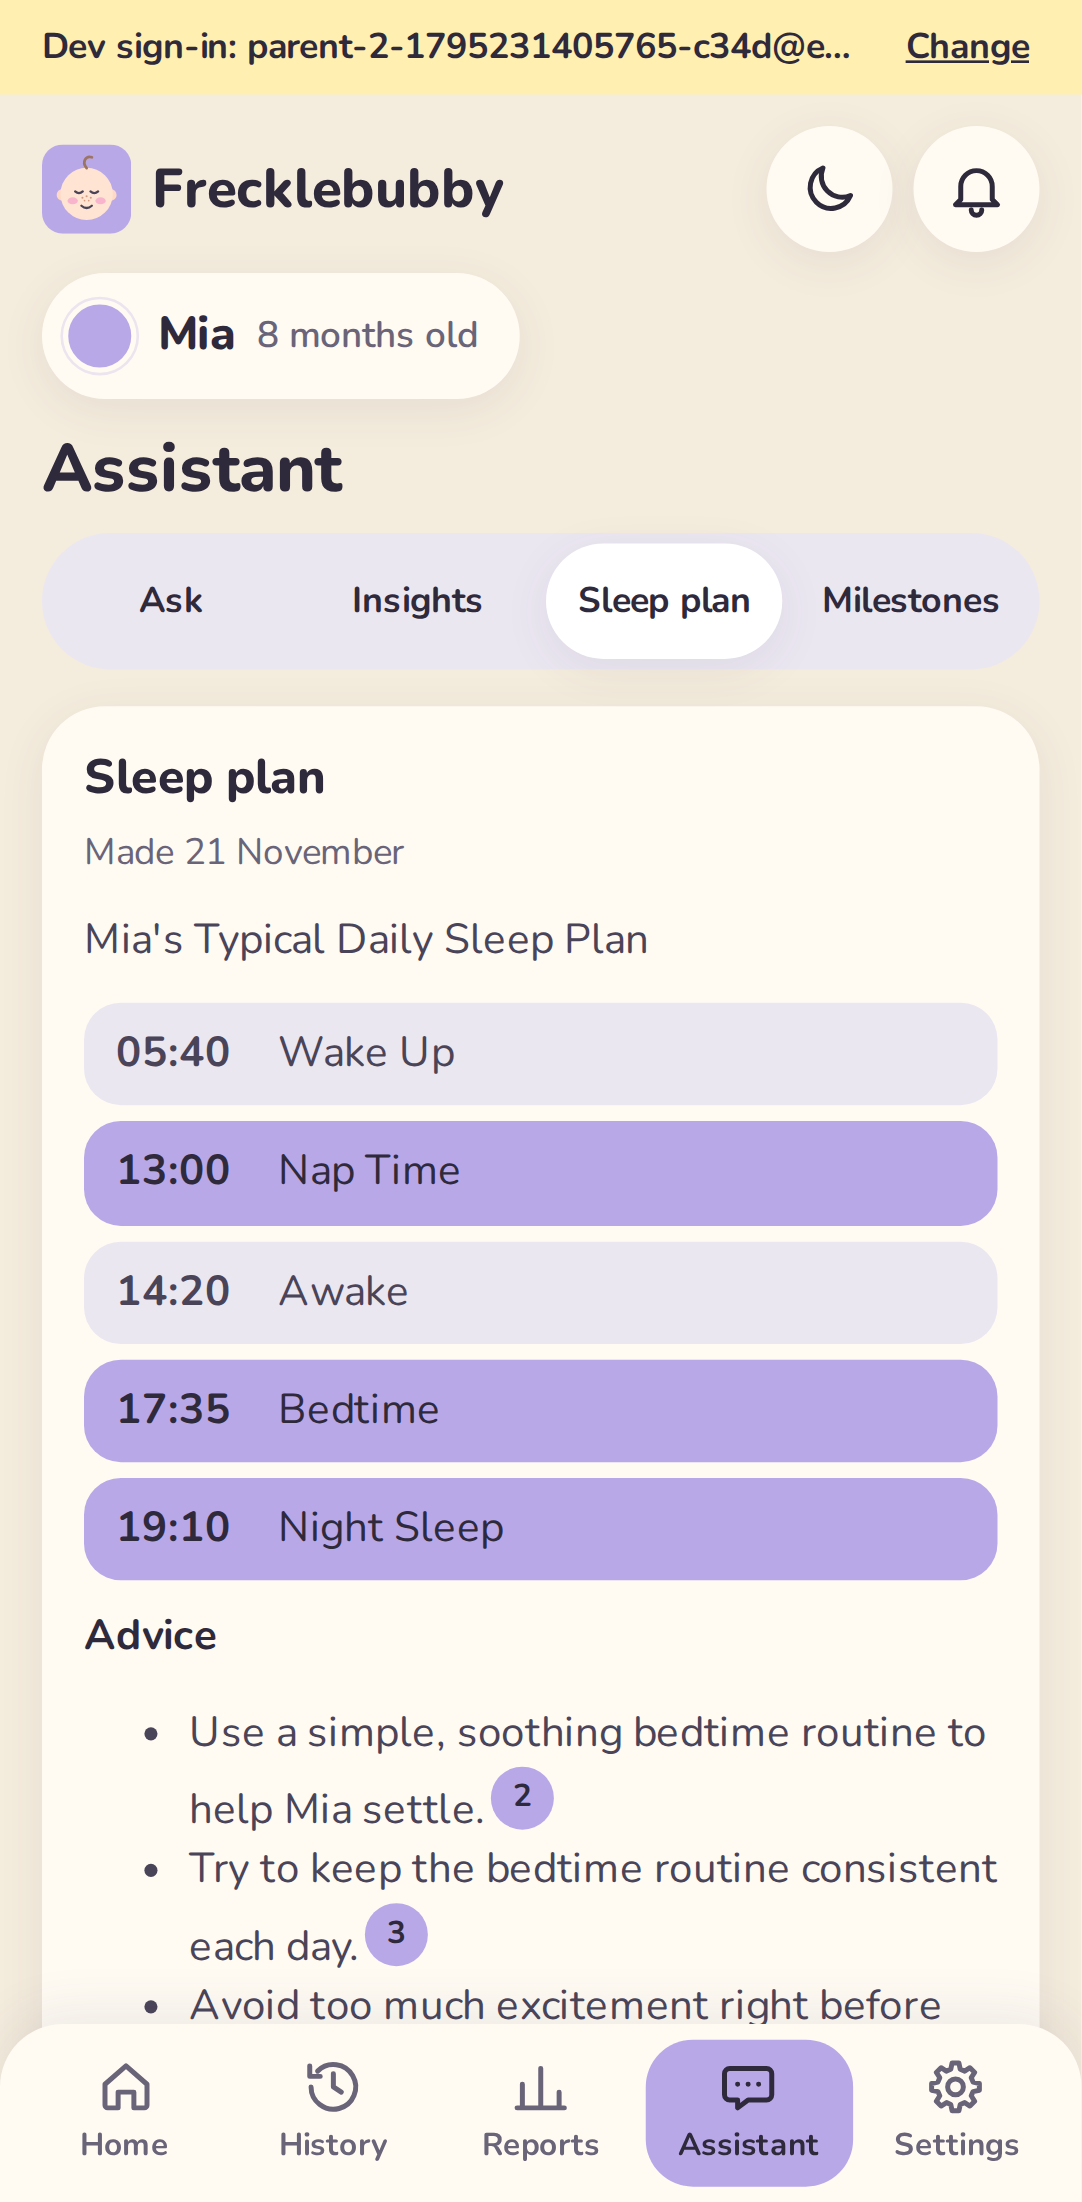 Dev sign-in: parent-2-1795231405765-c34d@e... Change
Frecklebubby
Mia 8 months old
Assistant
Ask Insights Sleep plan Milestones
Sleep plan
Made 21 November
Mia's Typical Daily Sleep Plan
05:40 Wake Up
13:00 Nap Time
14:20 Awake
17:35 Bedtime
19:10 Night Sleep
Advice
• Use a simple, soothing bedtime routine to
help Mia settle. 2
• Try to keep the bedtime routine consistent
each day. 3
• Avoid too much excitement right before
Home History Reports Assistant Settings